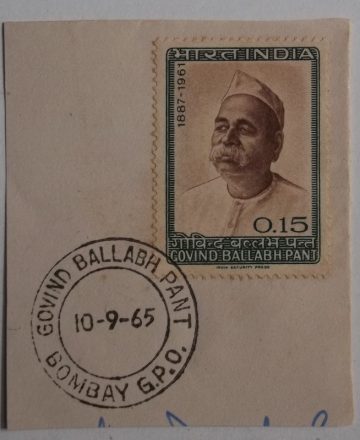 भारत INDIA
1887-1961
0.15
गोविन्द बल्लभ पन्त
GOVIND BALLABH PANT
INDIA SECURITY PRESS
GOVIND BALLABH PANT
10-9-65
BOMBAY G.P.O.